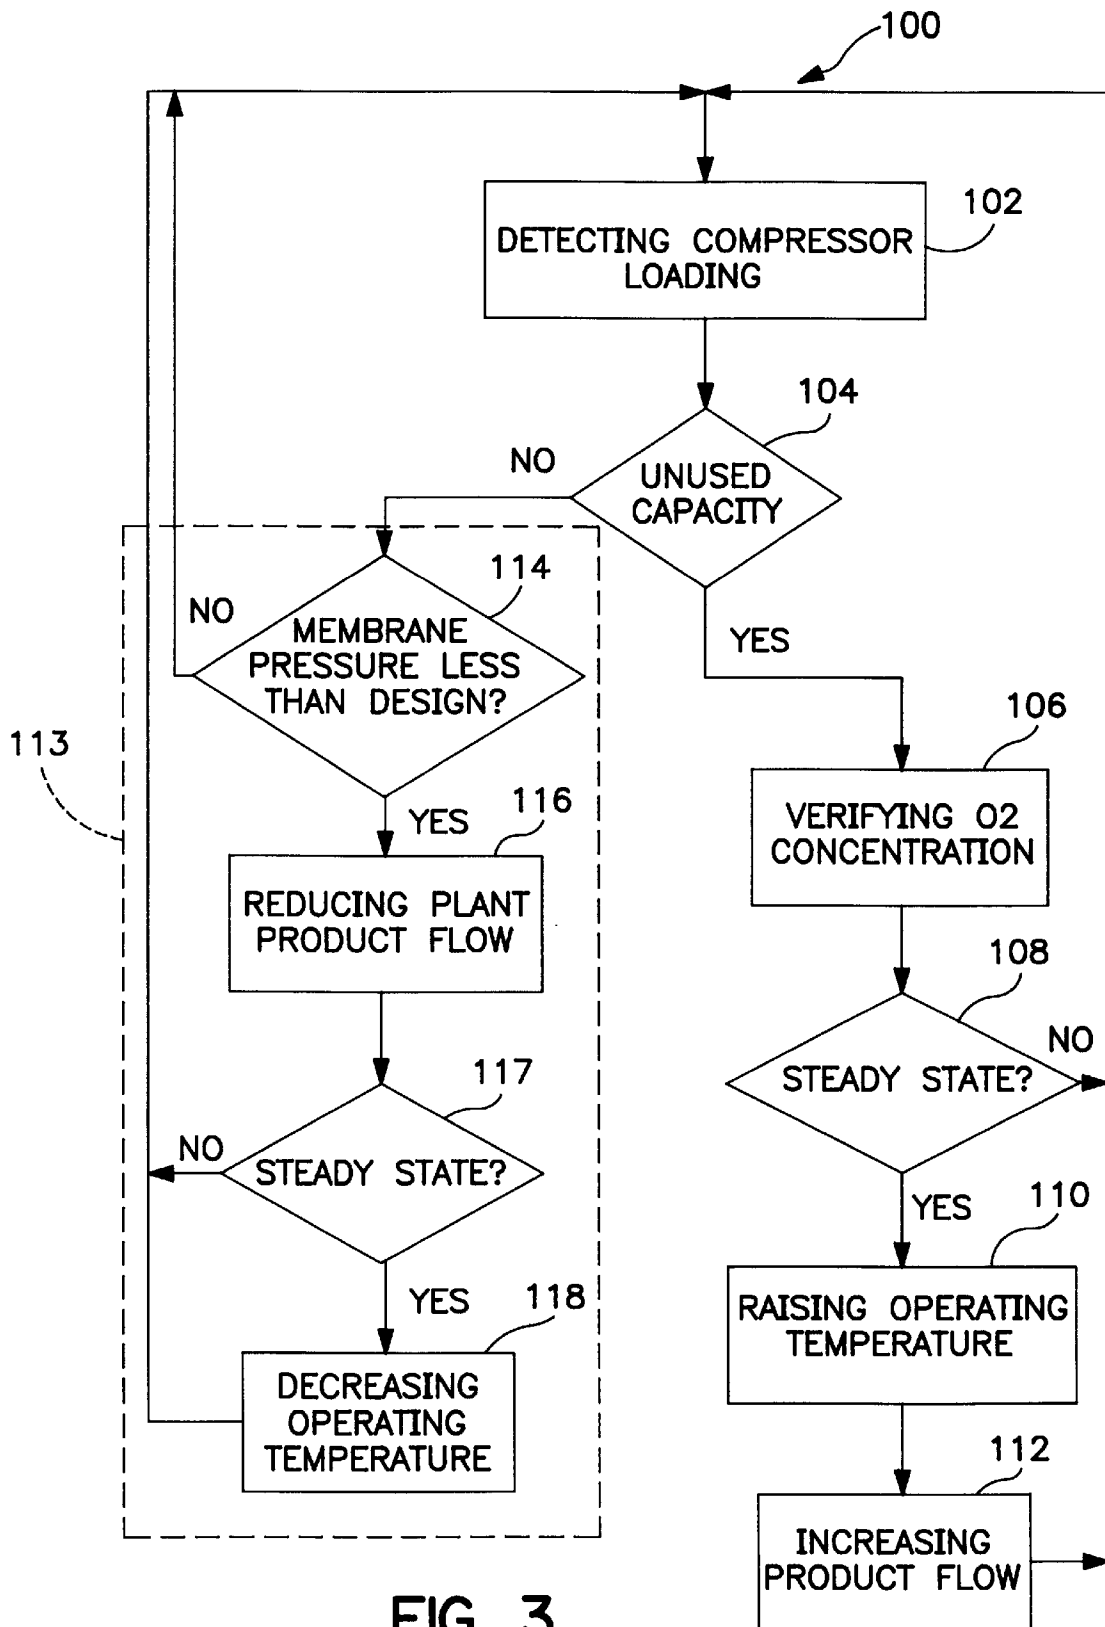 100
DETECTING COMPRESSOR
LOADING
102
104
UNUSED
CAPACITY
NO
YES
114
NO
MEMBRANE
PRESSURE LESS
THAN DESIGN?
113
YES
116
REDUCING PLANT
PRODUCT FLOW
106
VERIFYING O2
CONCENTRATION
108
STEADY STATE?
NO
117
STEADY STATE?
NO
YES
110
RAISING OPERATING
TEMPERATURE
YES
118
DECREASING
OPERATING
TEMPERATURE
112
INCREASING
PRODUCT FLOW
FIG. 3